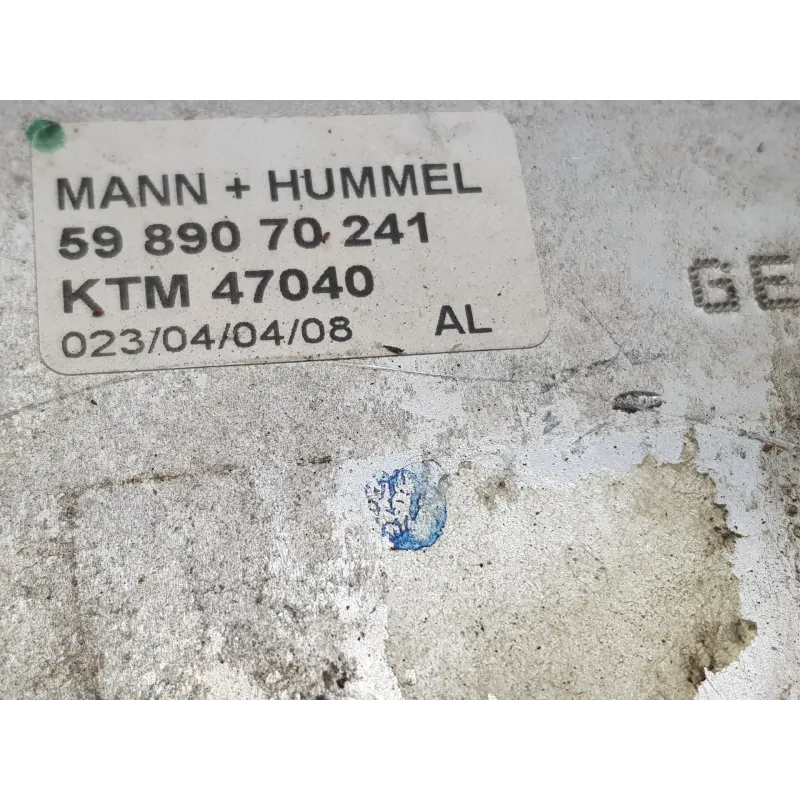 MANN + HUMMEL
59 890 70 241
KTM 47040
023/04/04/08 AL
GE